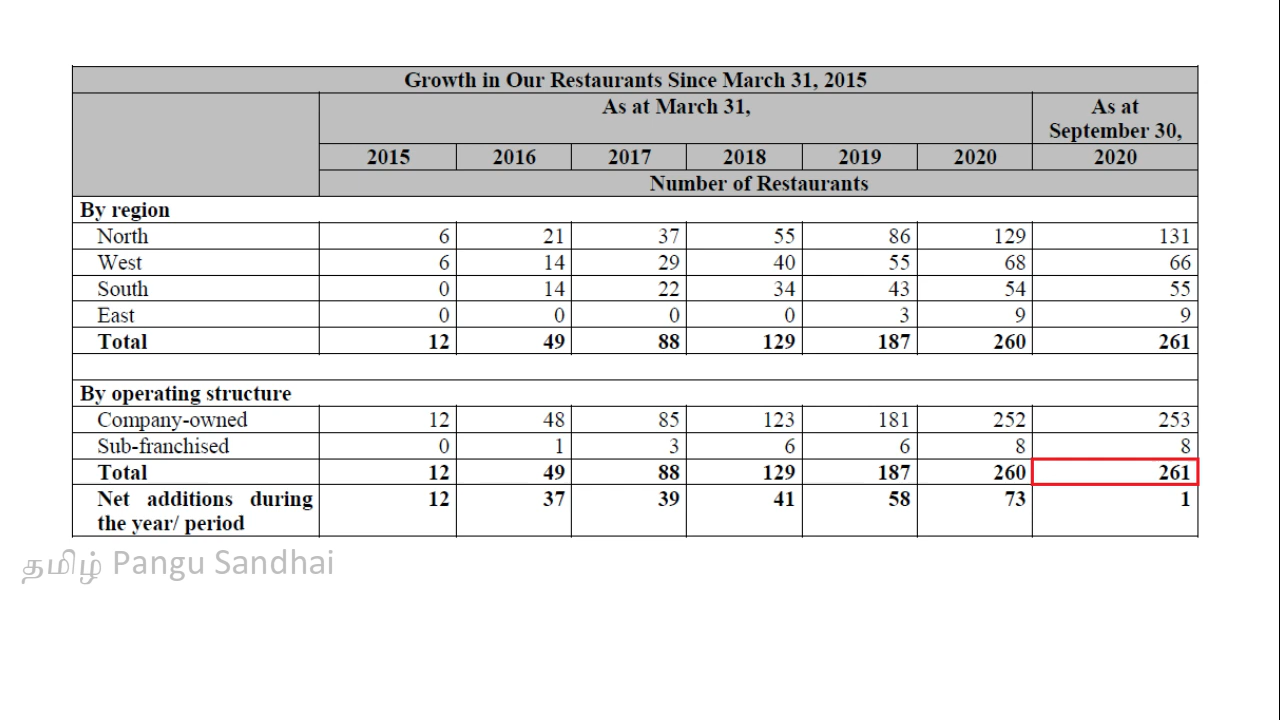 Growth in Our Restaurants Since March 31, 2015
As at March 31, As at
September 30,
2015 2016 2017 2018 2019 2020 2020
Number of Restaurants
By region
North 6 21 37 55 86 129 131
West 6 14 29 40 55 68 66
South 0 14 22 34 43 54 55
East 0 0 0 0 3 9 9
Total 12 49 88 129 187 260 261
By operating structure
Company-owned 12 48 85 123 181 252 253
Sub-franchised 0 1 3 6 6 8 8
Total 12 49 88 129 187 260 261
Net additions during 12 37 39 41 58 73 1
the year/ period
தமிழ் Pangu Sandhai